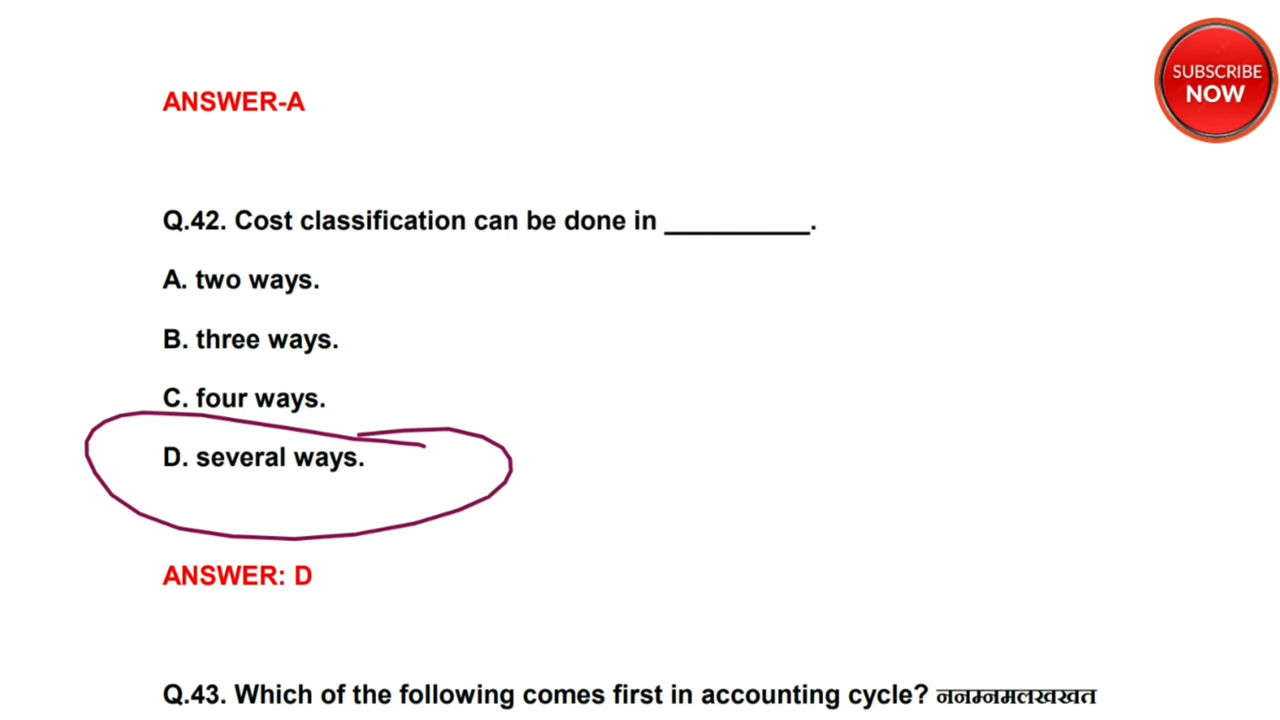 SUBSCRIBE
NOW
ANSWER-A
Q.42. Cost classification can be done in __________.
A. two ways.
B. three ways.
C. four ways.
D. several ways.
ANSWER: D
Q.43. Which of the following comes first in accounting cycle? ननम्नमलखखत